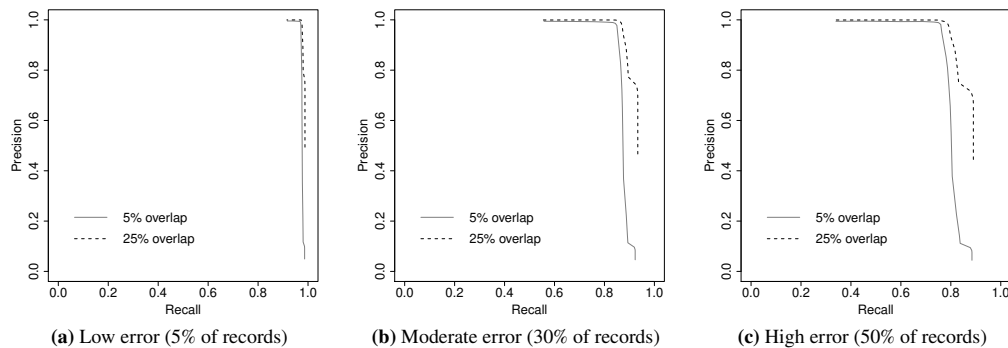 1.0
0.8
0.6
0.4
0.2
0.0
Precision
5% overlap
25% overlap
0.0 0.2 0.4 0.6 0.8 1.0
Recall
(a) Low error (5% of records)
1.0
0.8
0.6
0.4
0.2
0.0
Precision
5% overlap
25% overlap
0.0 0.2 0.4 0.6 0.8 1.0
Recall
(b) Moderate error (30% of records)
1.0
0.8
0.6
0.4
0.2
0.0
Precision
5% overlap
25% overlap
0.0 0.2 0.4 0.6 0.8 1.0
Recall
(c) High error (50% of records)